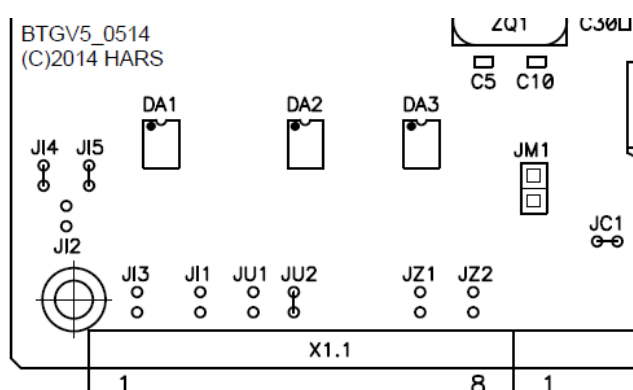 BTGV5_0514
(C)2014 HARS
ZQ1
C30
C5
C10
DA1
DA2
DA3
JI4
JI5
JM1
JI2
JC1
JI3
JI1
JU1
JU2
JZ1
JZ2
X1.1
1
8
1